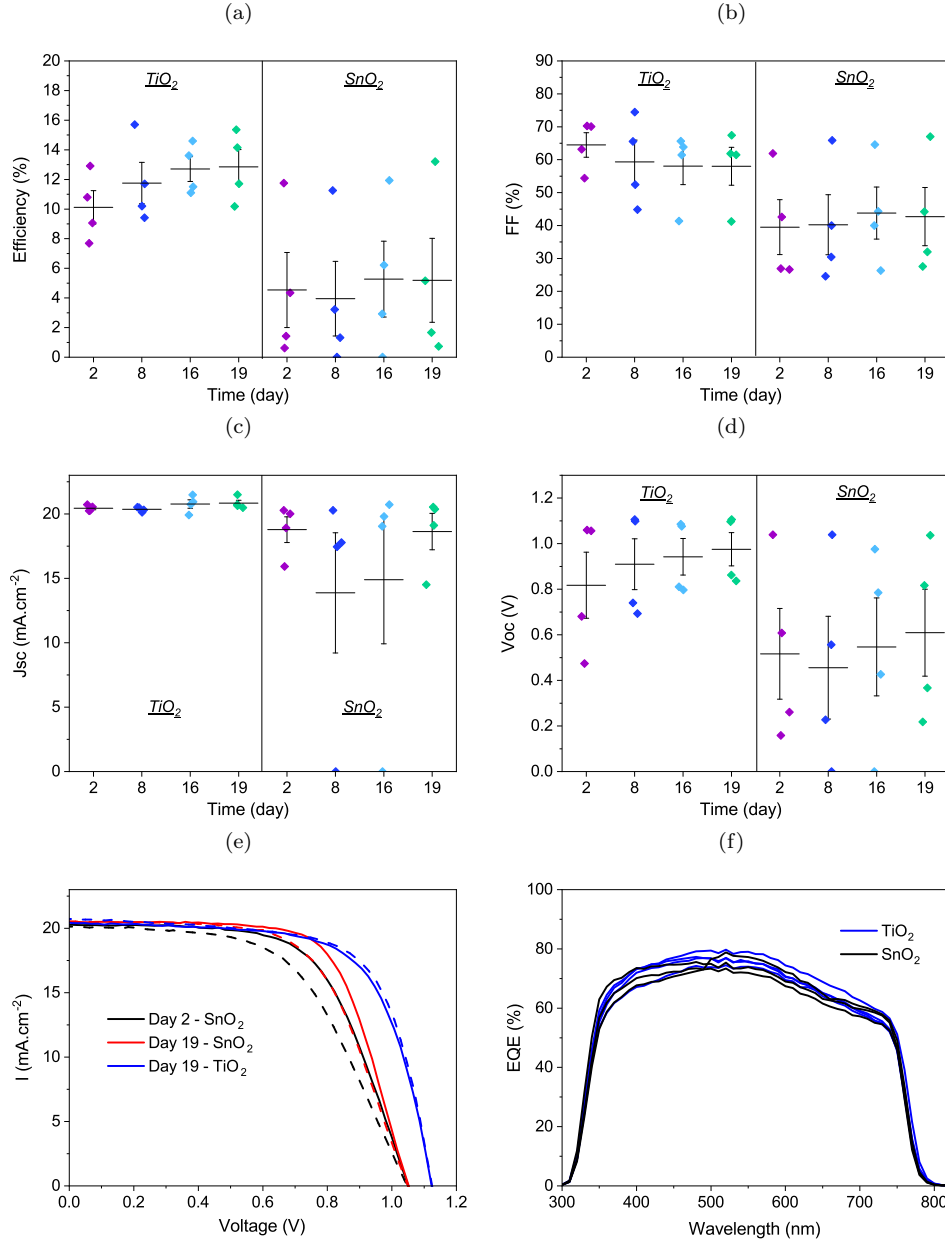 (a)
(b)
TiO2
SnO2
Efficiency (%)
20
18
16
14
12
10
8
6
4
2
0
2 8 16 19 2 8 16 19
Time (day)
TiO2
SnO2
FF (%)
90
80
70
60
50
40
30
20
10
0
2 8 16 19 2 8 16 19
Time (day)
(c)
(d)
Jsc (mA.cm-2)
20
15
10
5
0
TiO2
SnO2
2 8 16 19 2 8 16 19
Time (day)
TiO2
SnO2
Voc (V)
1.2
1.0
0.8
0.6
0.4
0.2
0.0
2 8 16 19 2 8 16 19
Time (day)
(e)
(f)
I (mA.cm-2)
20
15
10
5
0
Day 2 - SnO2
Day 19 - SnO2
Day 19 - TiO2
0.0 0.2 0.4 0.6 0.8 1.0 1.2
Voltage (V)
EQE (%)
100
80
60
40
20
0
TiO2
SnO2
300 400 500 600 700 800
Wavelength (nm)